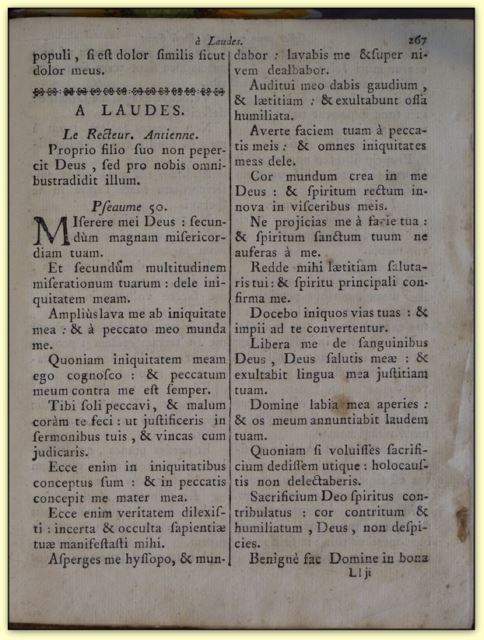 à Laudes. 267
populi, ſi eſt dolor ſimilis ſicut
dolor meus.
A LAUDES.
Le Recteur. Antienne.
Proprio filio ſuo non peper-
cit Deus, ſed pro nobis omni-
bustradidit illum.
Pſeaume 50.
MIſerere mei Deus : ſecun-
dùm magnam miſericor-
diam tuam.
Et ſecundùm multitudinem
miſerationum tuarum : dele ini-
quitatem meam.
Ampliùs lava me ab iniquitate
mea : & à peccato meo munda
me.
Quoniam iniquitatem meam
ego cognoſco : & peccatum
meum contra me eſt ſemper.
Tibi ſoli peccavi, & malum
coràm te feci : ut juſtificeris in
ſermonibus tuis, & vincas cum
judicaris.
Ecce enim in iniquitatibus
conceptus ſum : & in peccatis
concepit me mater mea.
Ecce enim veritatem dilexiſ-
ti : incerta & occulta ſapientiæ
tuæ manifeſtaſti mihi.
Aſperges me hyſſopo, & mun-
dabor : lavabis me & ſuper ni-
vem dealbabor.
Auditui meo dabis gaudium,
& lætitiam : & exultabunt oſſa
humiliata.
Averte faciem tuam à pecca-
tis meis : & omnes iniquitates
meas dele.
Cor mundum crea in me
Deus : & ſpiritum rectum in-
nova in viſceribus meis.
Ne projicias me à facie tua :
& ſpiritum ſanctum tuum ne
auferas à me.
Redde mihi lætitiam ſaluta-
ris tui : & ſpiritu principali con-
firma me.
Docebo iniquos vias tuas : &
impii ad te convertentur.
Libera me de ſanguinibus
Deus, Deus ſalutis meæ : &
exultabit lingua mea juſtitiam
tuam.
Domine labia mea aperies :
& os meum annuntiabit laudem
tuam.
Quoniam ſi voluiſſes ſacrifi-
cium dediſſem utique : holocauſ-
tis non delectaberis.
Sacrificium Deo ſpiritus con-
tribulatus : cor contritum &
humiliatum, Deus, non deſpi-
cies.
Benignè fac Domine in bona
Ll ij